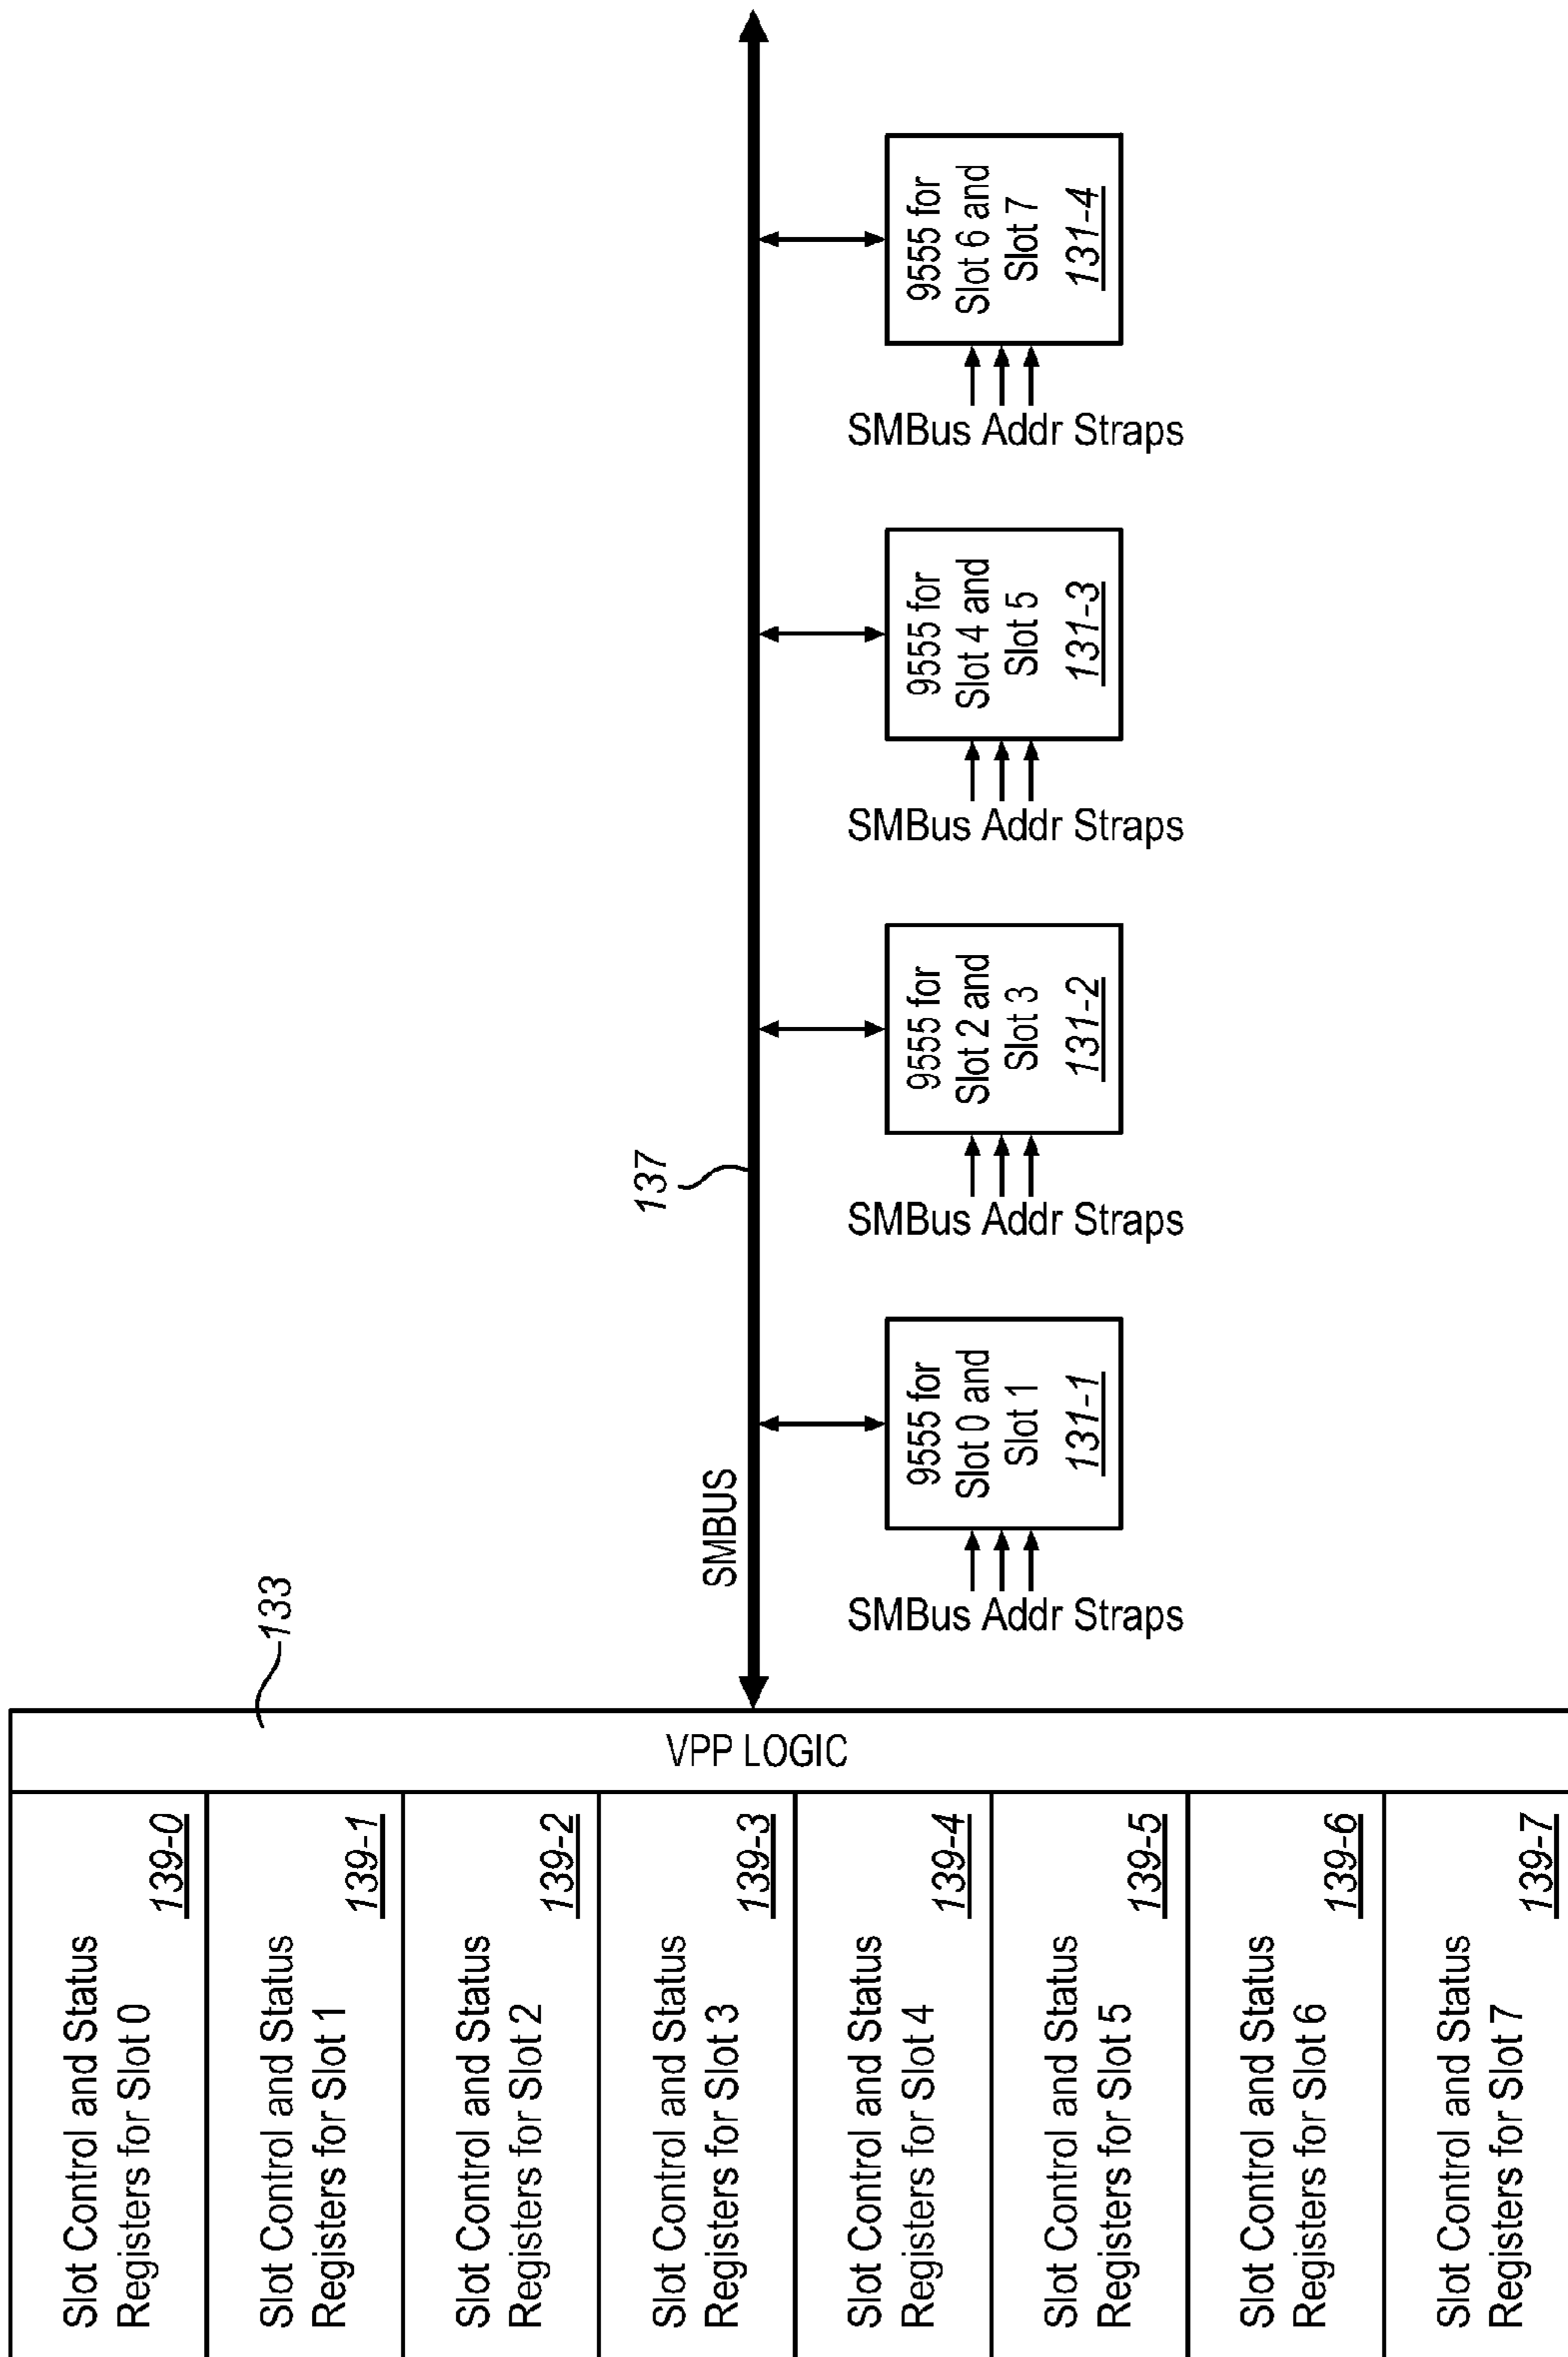 Slot Control and Status
Registers for Slot 0
139-0
Slot Control and Status
Registers for Slot 1
139-1
Slot Control and Status
Registers for Slot 2
139-2
Slot Control and Status
Registers for Slot 3
139-3
Slot Control and Status
Registers for Slot 4
139-4
Slot Control and Status
Registers for Slot 5
139-5
Slot Control and Status
Registers for Slot 6
139-6
Slot Control and Status
Registers for Slot 7
139-7
VPP LOGIC
133
SMBUS
137
SMBus Addr Straps
9555 for
Slot 0 and
Slot 1
131-1
SMBus Addr Straps
9555 for
Slot 2 and
Slot 3
131-2
SMBus Addr Straps
9555 for
Slot 4 and
Slot 5
131-3
SMBus Addr Straps
9555 for
Slot 6 and
Slot 7
131-4